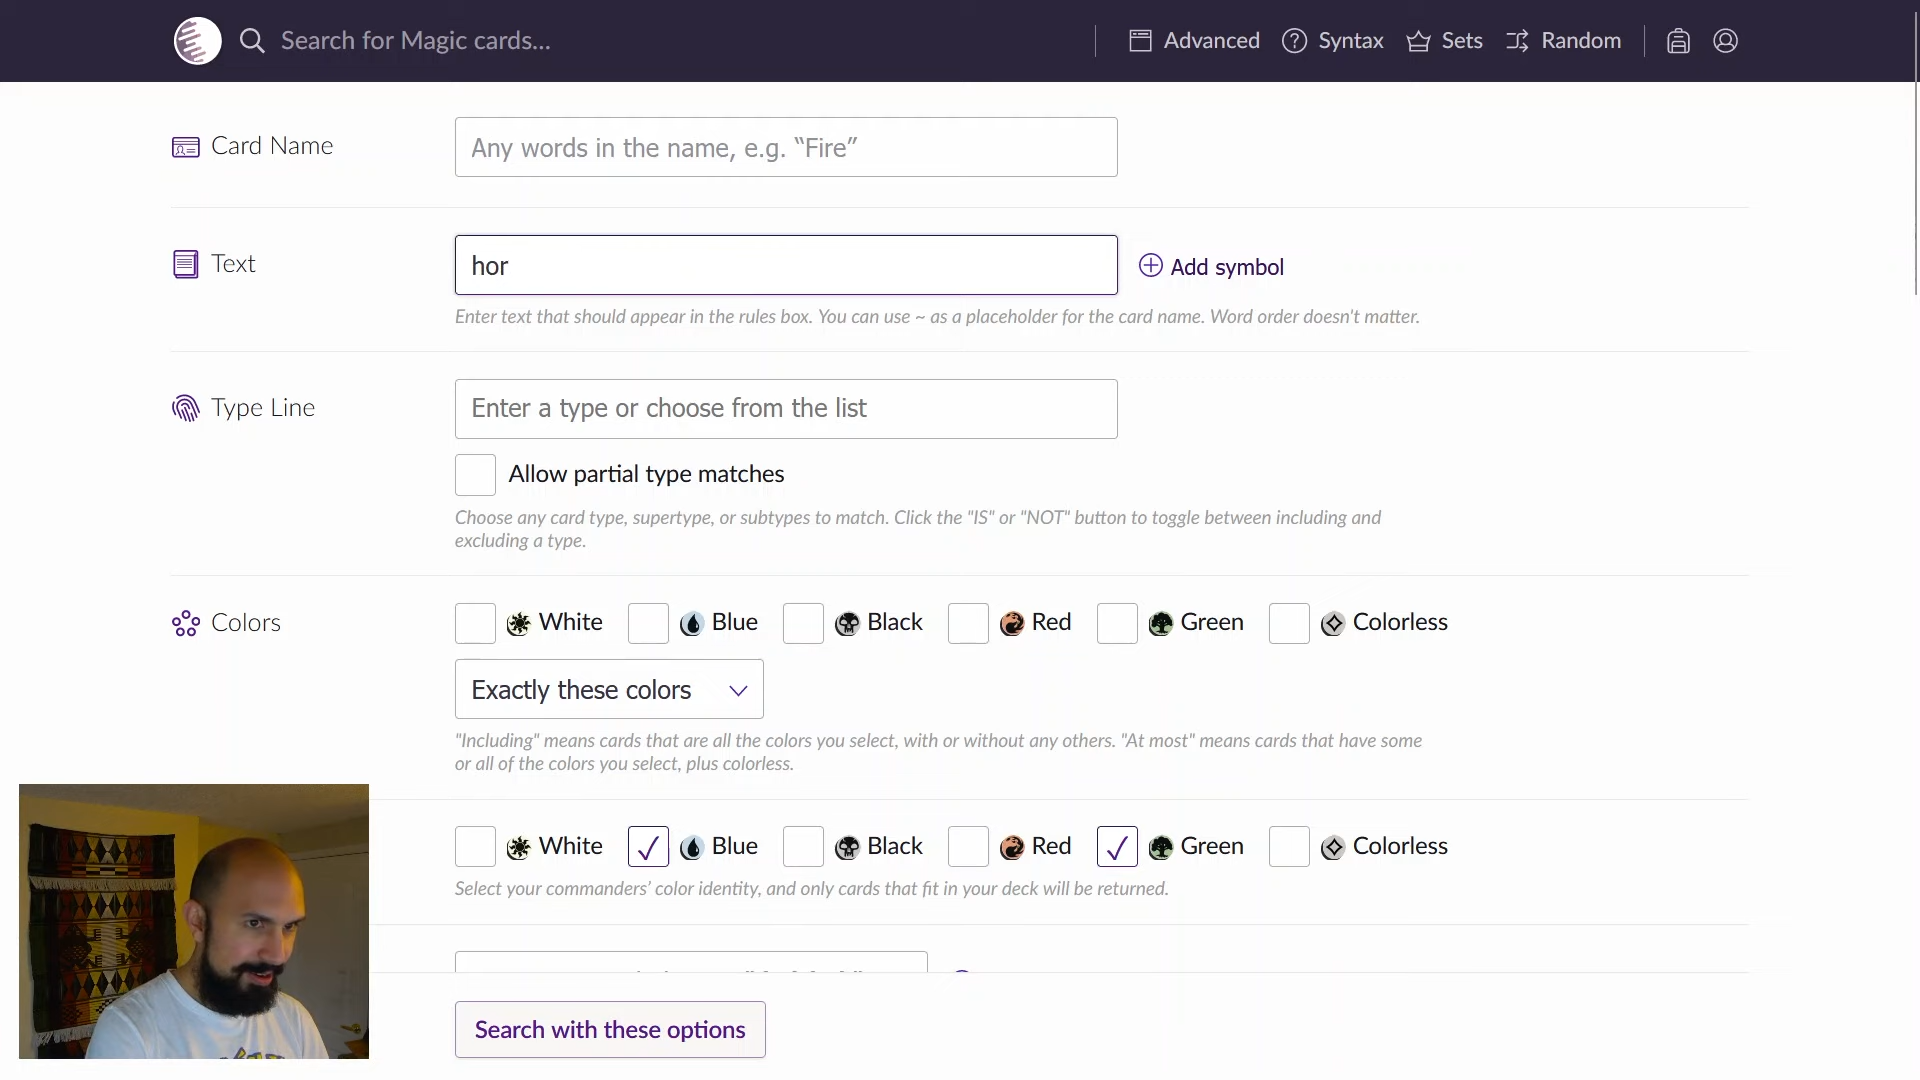 Search for Magic cards...
Advanced
Syntax
Sets
Random
Card Name
Any words in the name, e.g. “Fire”
Text
hor
Add symbol
Enter text that should appear in the rules box. You can use ~ as a placeholder for the card name. Word order doesn't matter.
Type Line
Enter a type or choose from the list
Allow partial type matches
Choose any card type, supertype, or subtypes to match. Click the "IS" or "NOT" button to toggle between including and
excluding a type.
Colors
White
Blue
Black
Red
Green
Colorless
Exactly these colors
"Including" means cards that are all the colors you select, with or without any others. "At most" means cards that have some
or all of the colors you select, plus colorless.
White
Blue
Black
Red
Green
Colorless
Select your commanders’ color identity, and only cards that fit in your deck will be returned.
Search with these options